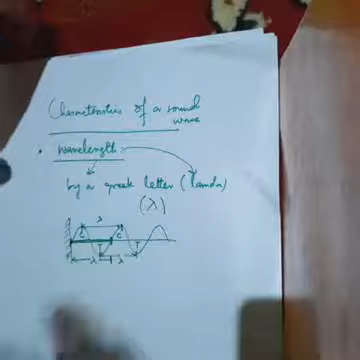 Characteristics of a sound
wave
• Wavelength:
by a greek letter (lamda)
(λ)
λ
C C
T T
λ λ